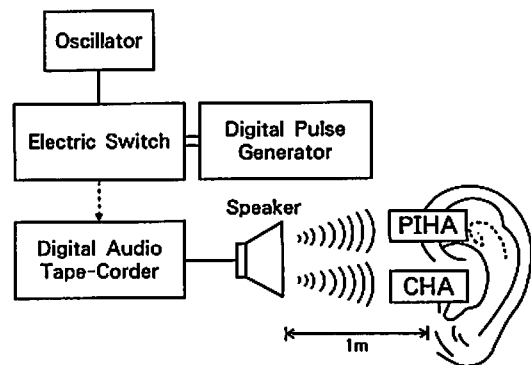 Oscillator
Electric Switch
Digital Pulse
Generator
Digital Audio
Tape-Corder
Speaker
PIHA
CHA
1m